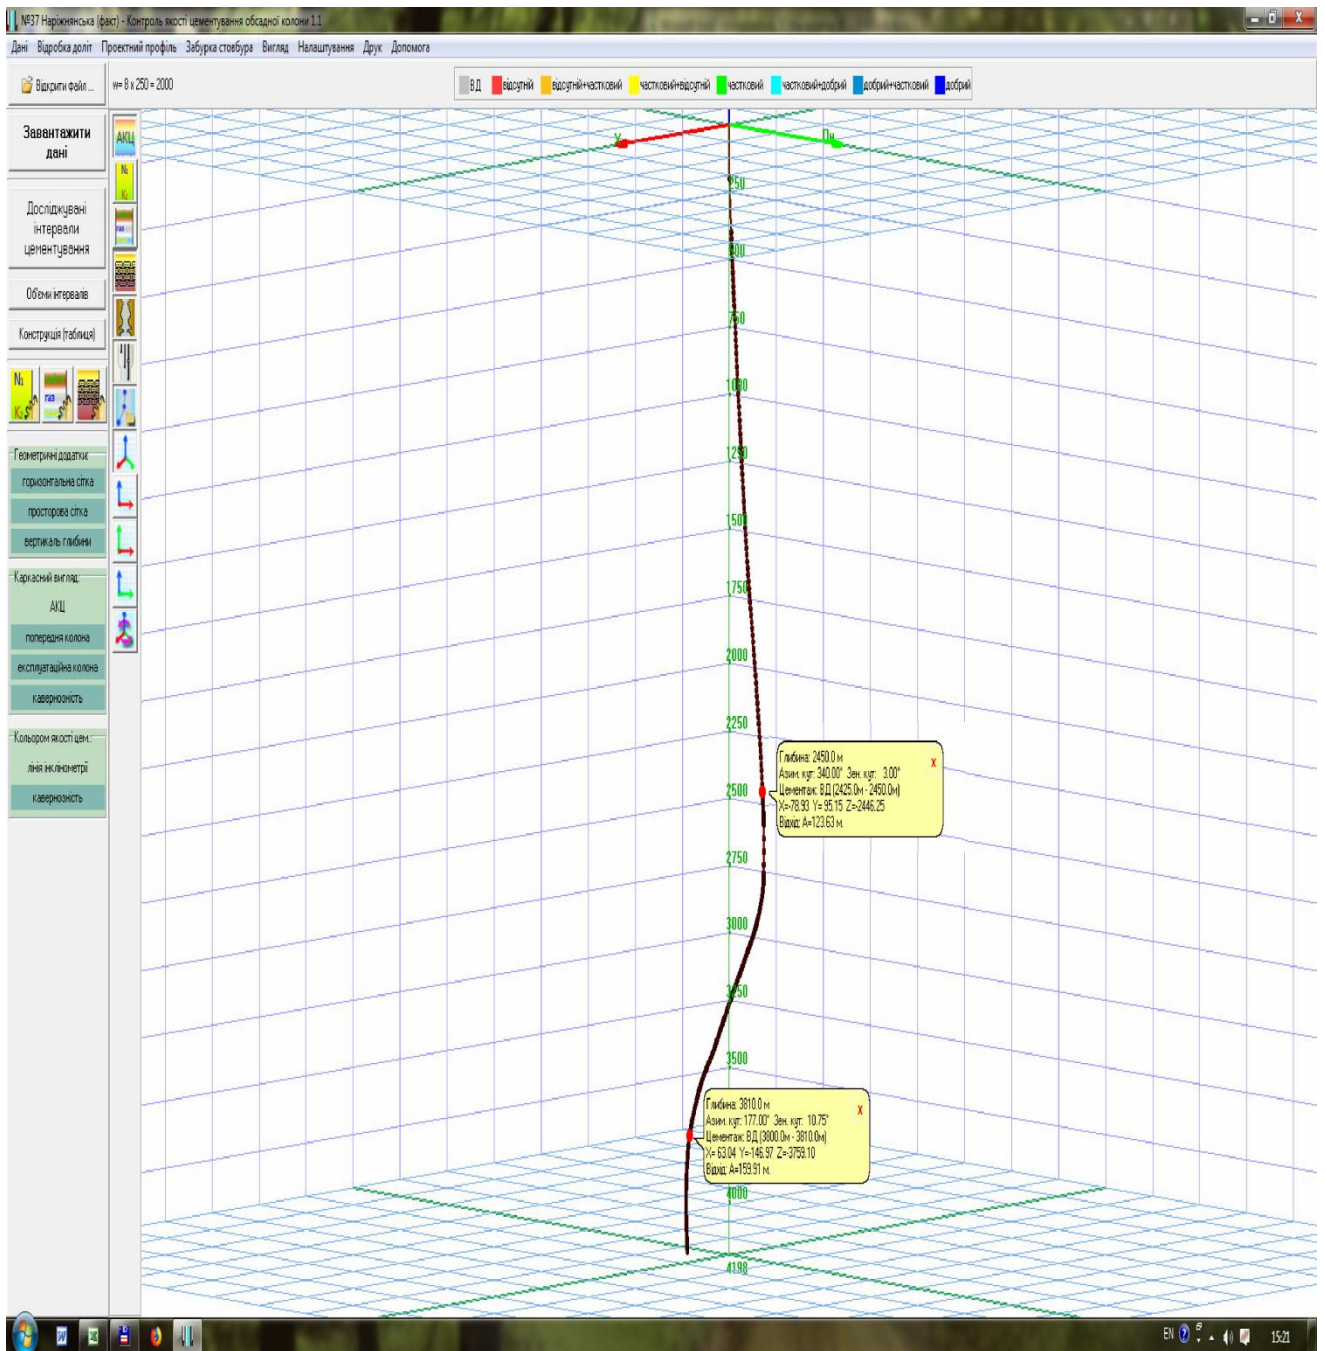 №37 Наріжнянська (факт) - Контроль якості цементування обсадної колони 1.1
Дані Відробка доліт Проектний профіль Забурка стовбура Вигляд Налаштування Друк Допомога
Відкрити файл ...
w= 8 x 250 = 2000
ВД відсутній відсутній+частковий частковий+відсутній частковий частковий+добрий добрий+частковий добрий
Завантажити
дані
Досліджувані
інтервали
цементування
Об'єми інтервалів
Конструкція (таблиця)
АКЦ
N₁
газ
N₁
газ
Геометричні додатки:
горизонтальна сітка
просторова сітка
вертикаль глибини
Каркасний вигляд:
АКЦ
попередня колона
експлуатаційна колона
кавернозність
Кольором якості цем.:
лінія інклінометрії
кавернозність
Пн
250
500
750
1000
1250
1500
1750
2000
2250
2500
2750
3000
3250
3500
4000
4198
Глибина: 2450.0 м
Азим. кут: 340.00° Зен. кут: 3.00°
Цементаж: ВД (2425.0м - 2450.0м)
X=-78.93 Y= 95.15 Z=-2446.25
Відхід: A=123.63 м.
X
Глибина: 3810.0 м
Азим. кут: 177.00° Зен. кут: 10.75°
Цементаж: ВД (3800.0м - 3810.0м)
X= 63.04 Y=-146.97 Z=-3759.10
Відхід: A=159.91 м.
X
EN
15:21